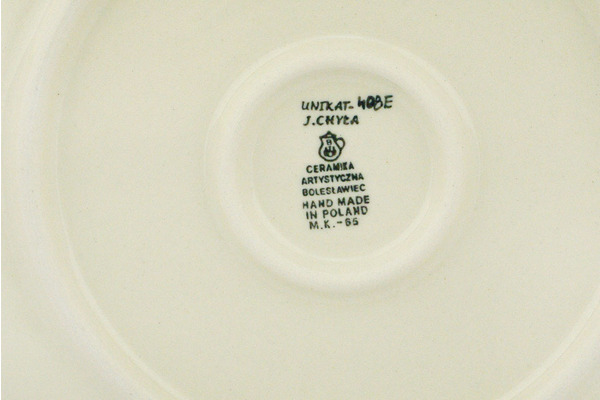 UNIKAT-408E
J.CHYŁA
B
CERAMIKA
ARTYSTYCZNA
BOLESŁAWIEC
HAND MADE
IN POLAND
M.K.-65